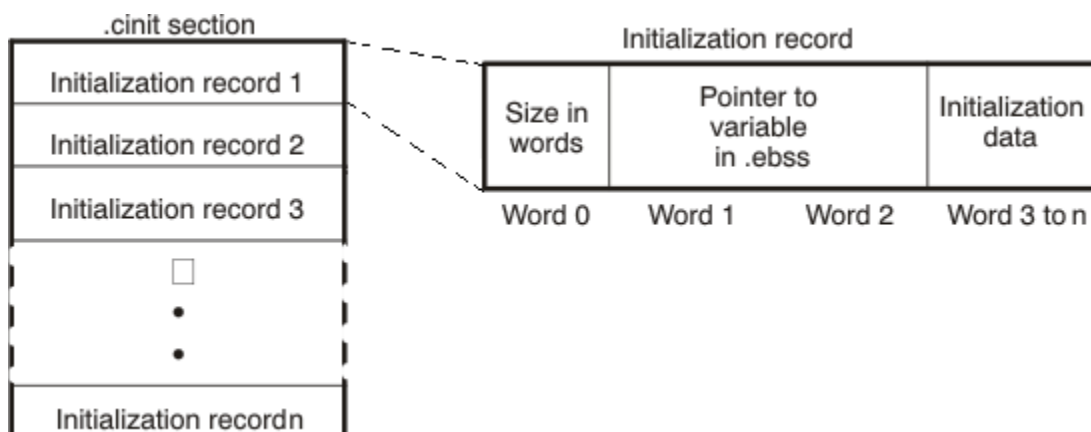 .cinit section
Initialization record 1
Initialization record 2
Initialization record 3
Initialization recordn
Initialization record
Size in
words
Pointer to
variable
in .ebss
Initialization
data
Word 0
Word 1
Word 2
Word 3 to n